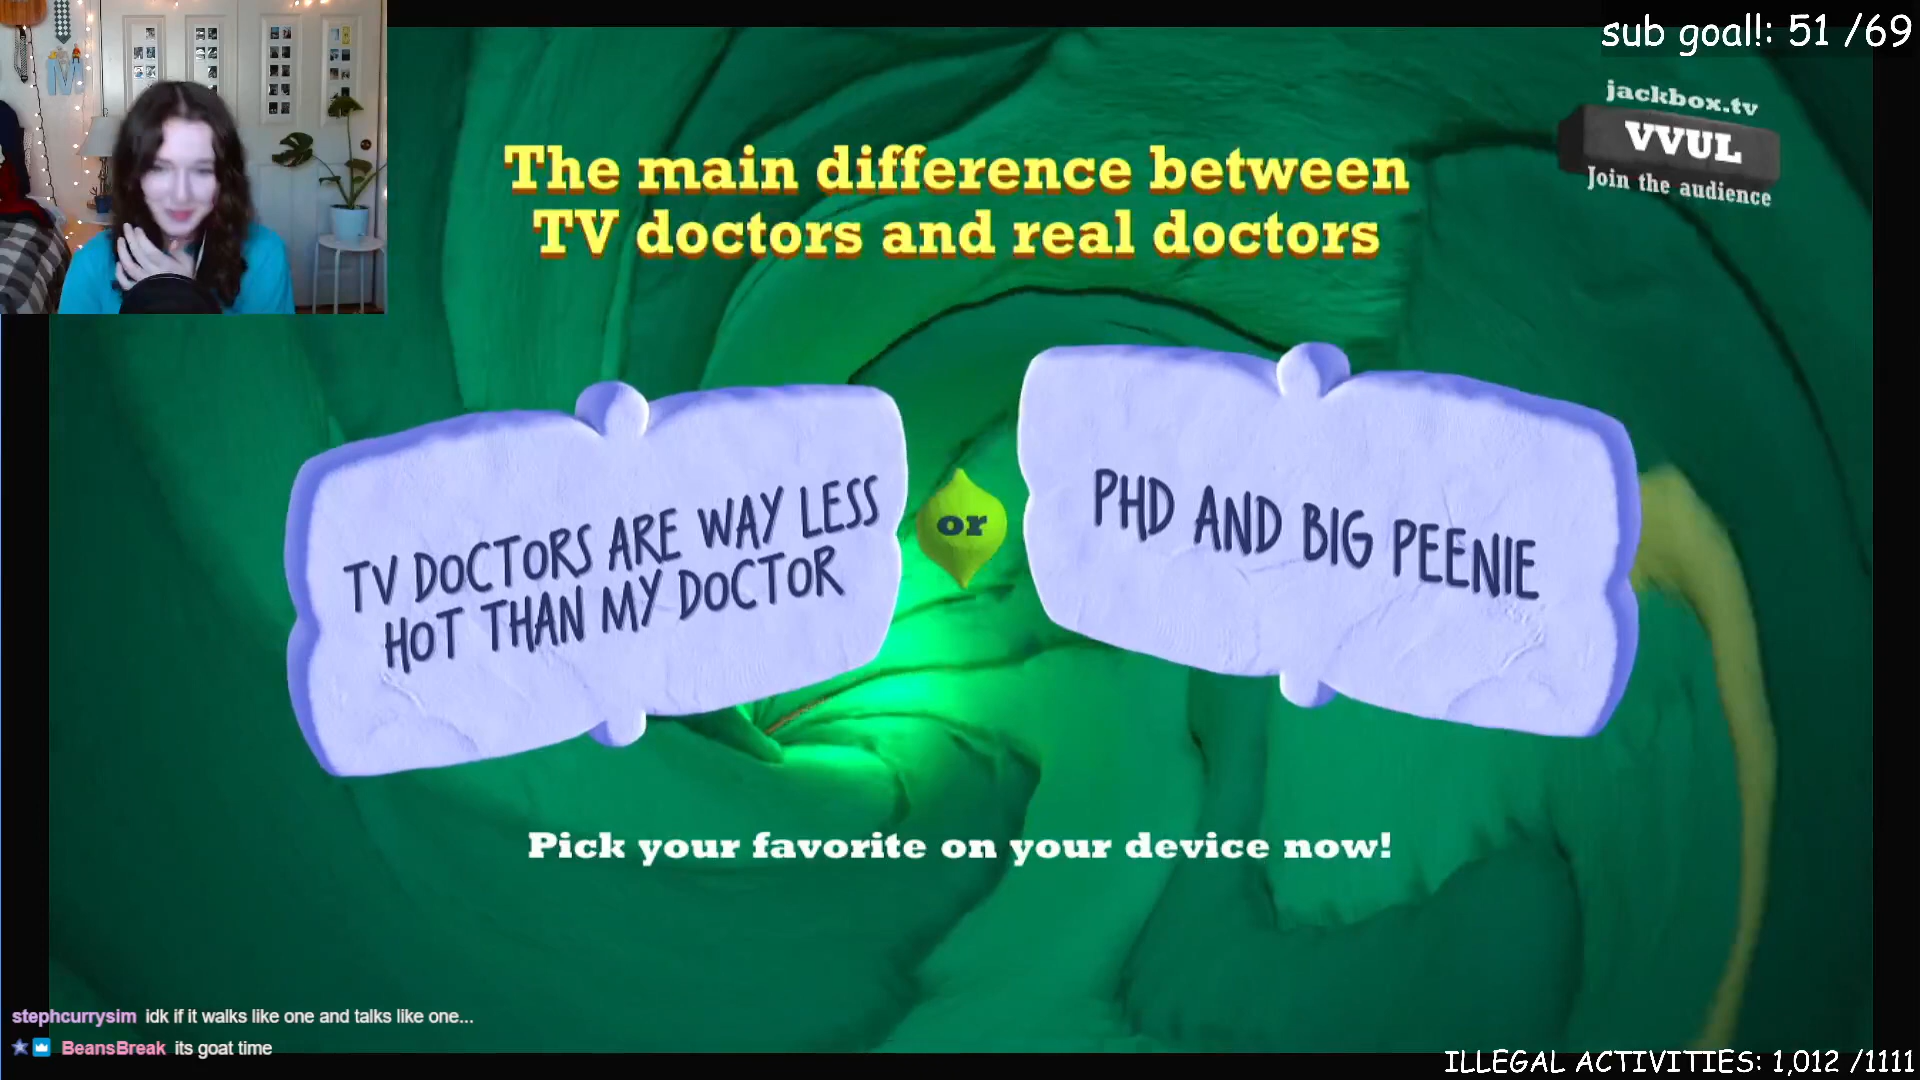 sub goal!: 51 /69
jackbox.tv
VVUL
Join the audience
The main difference between
TV doctors and real doctors
TV DOCTORS ARE WAY LESS
HOT THAN MY DOCTOR
or
PHD AND BIG PEENIE
Pick your favorite on your device now!
stephcurrysim idk if it walks like one and talks like one...
BeansBreak its goat time
ILLEGAL ACTIVITIES: 1,012 /1111